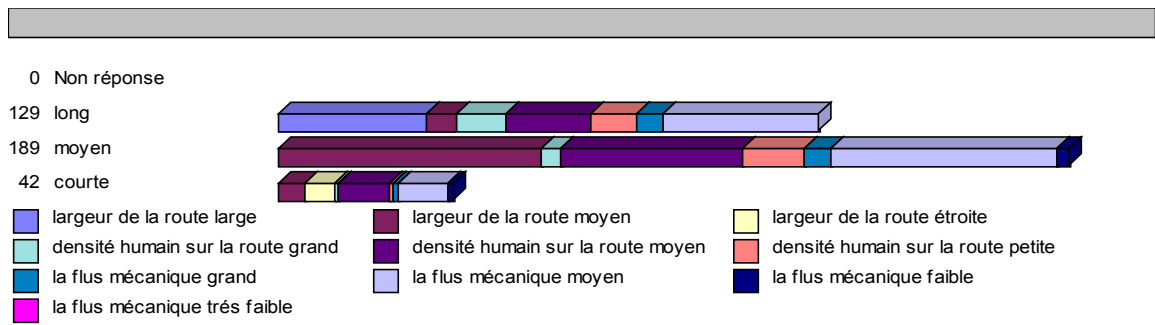 0 Non réponse
129 long
189 moyen
42 courte
largeur de la route large largeur de la route moyen largeur de la route étroite
densité humain sur la route grand densité humain sur la route moyen densité humain sur la route petite
la flus mécanique grand la flus mécanique moyen la flus mécanique faible
la flus mécanique trés faible